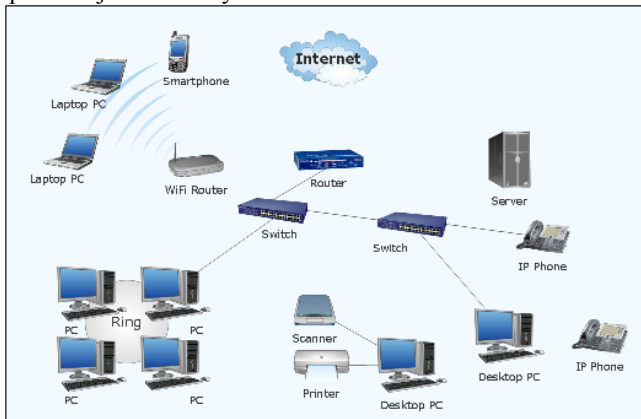 Internet
Smartphone
Laptop PC
Laptop PC
WiFi Router
Router
Server
Switch
Switch
IP Phone
PC
PC
Ring
Scanner
PC
PC
Printer
Desktop PC
Desktop PC
IP Phone